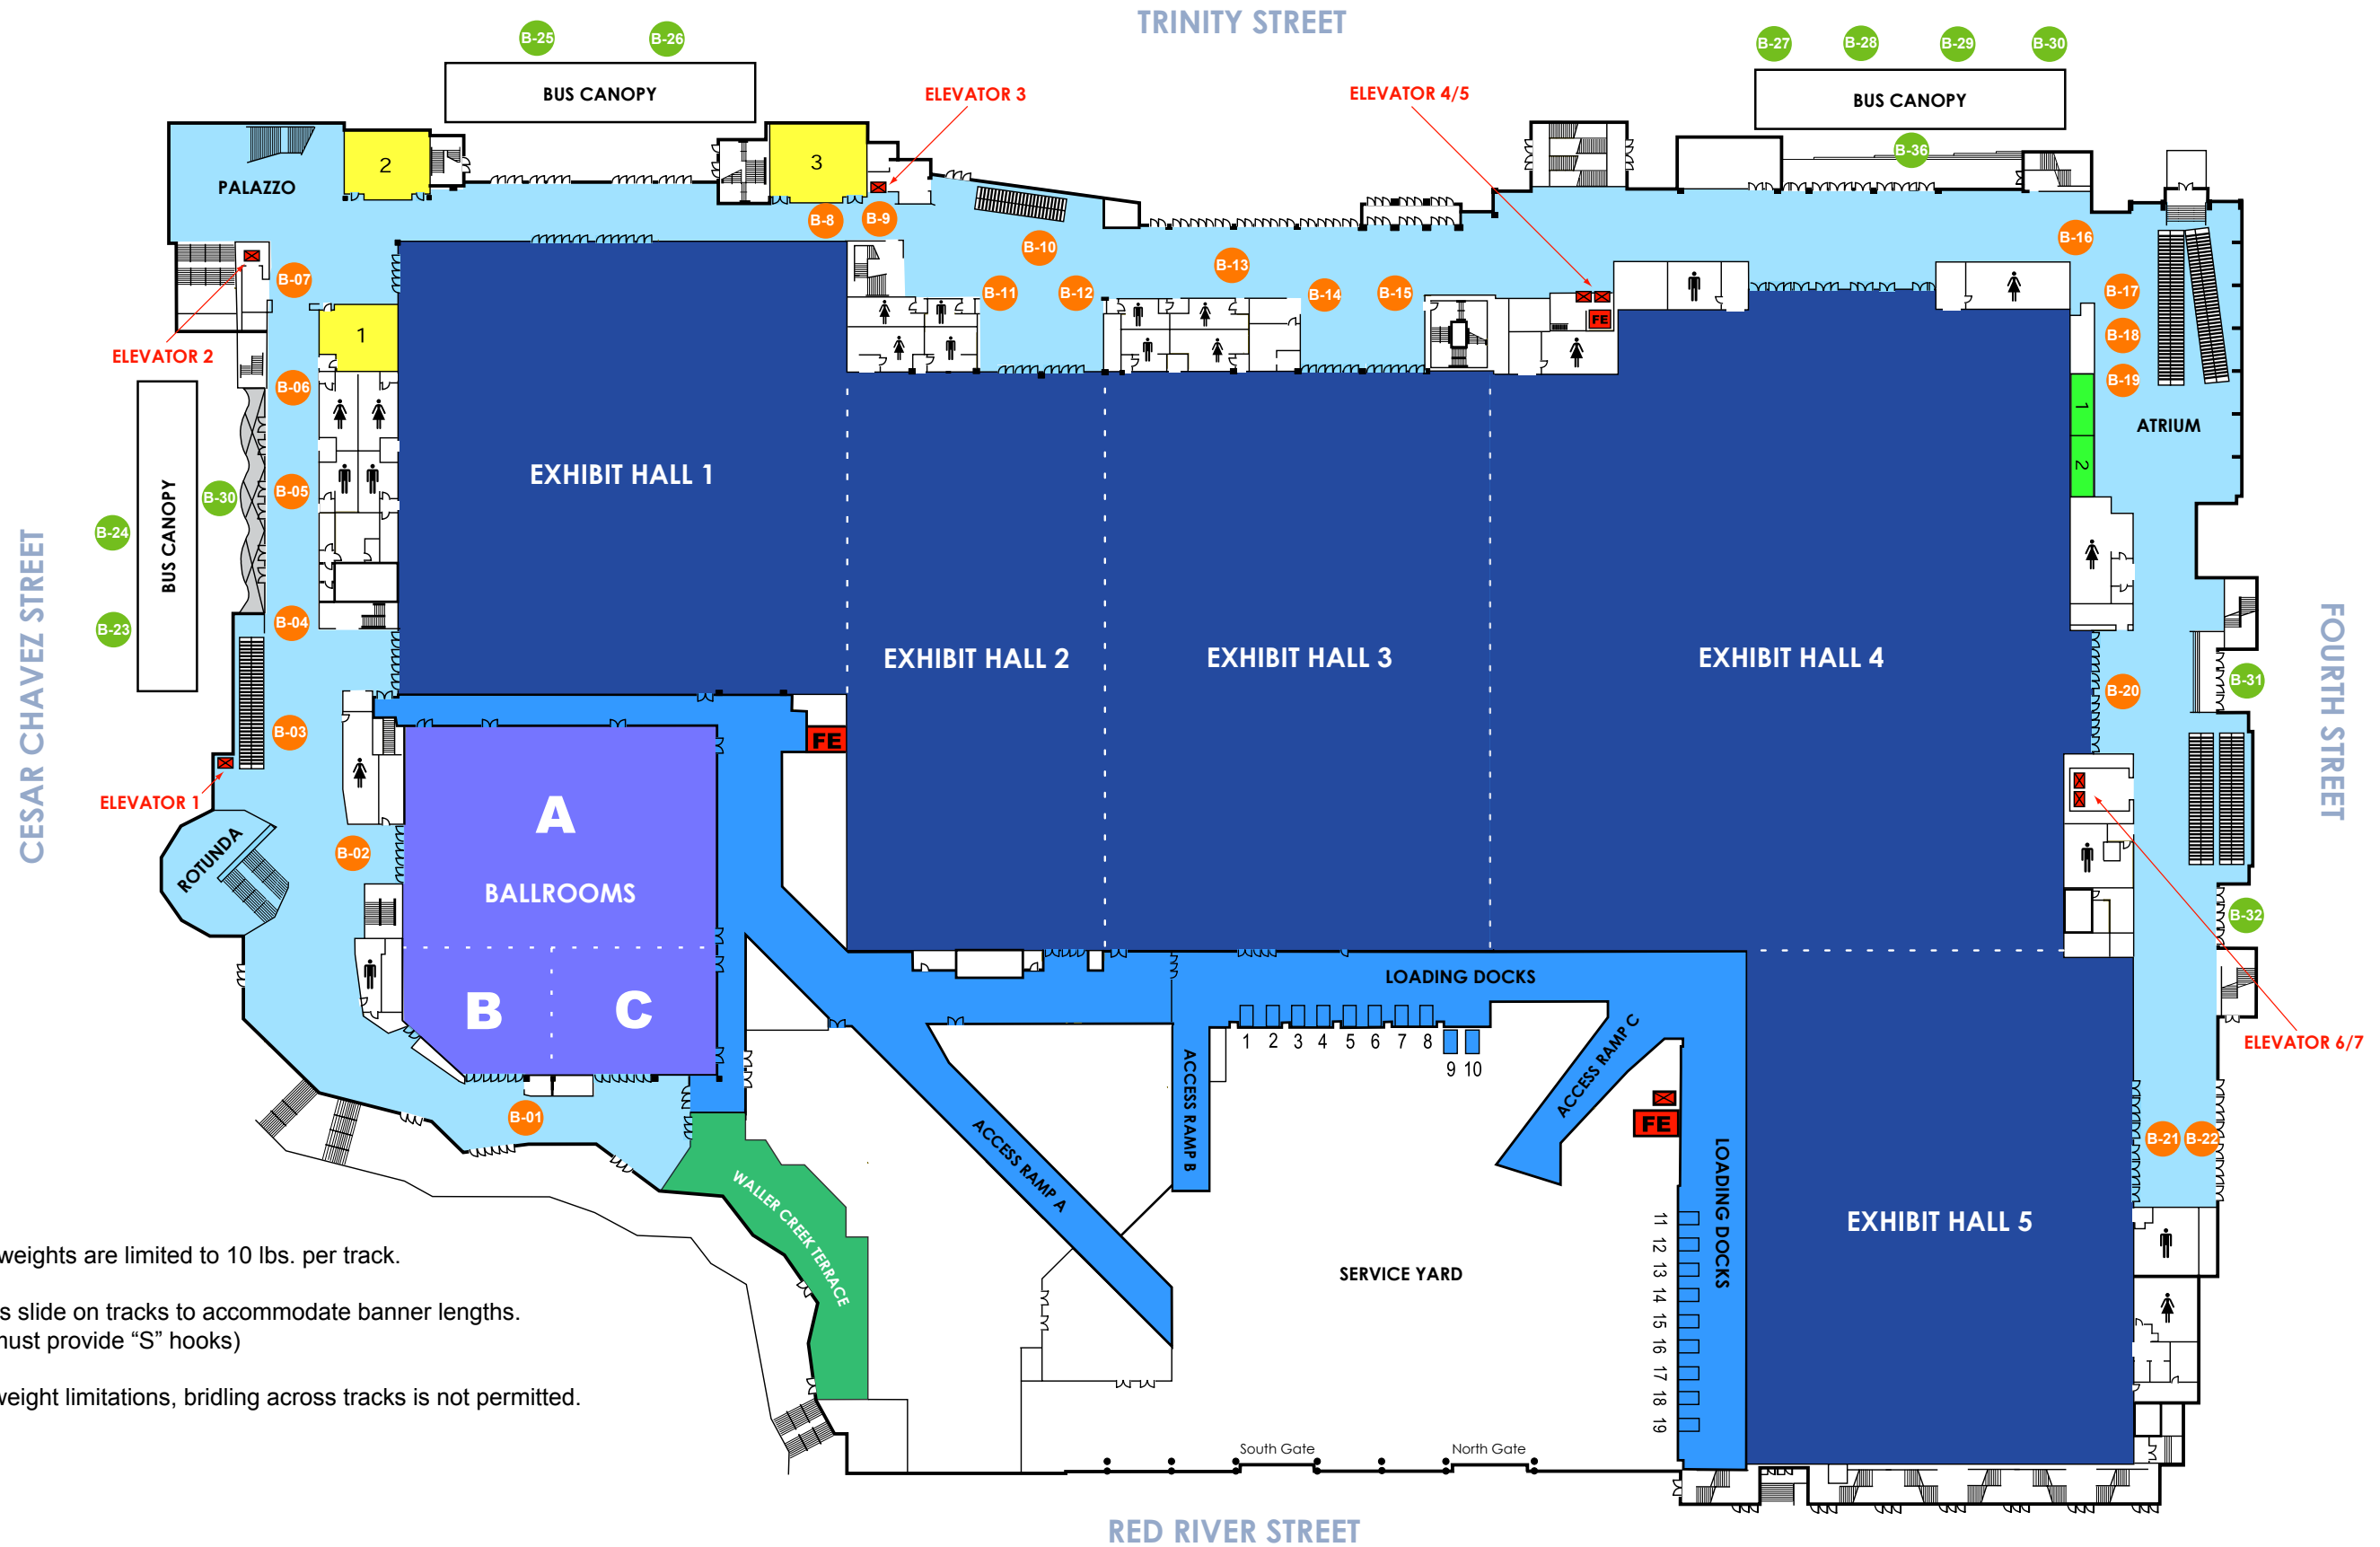 TRINITY STREET
B-25
B-26
B-27
B-28
B-29
B-30
BUS CANOPY
BUS CANOPY
ELEVATOR 3
ELEVATOR 4/5
B-36
2
3
PALAZZO
B-8
B-9
B-10
B-13
B-16
B-07
B-11
B-12
B-14
B-15
B-17
FE
1
B-18
ELEVATOR 2
B-06
B-19
1
ATRIUM
2
EXHIBIT HALL 1
B-05
B-30
B-24
BUS CANOPY
CESAR CHAVEZ STREET
B-23
B-04
EXHIBIT HALL 2
EXHIBIT HALL 3
EXHIBIT HALL 4
FOURTH STREET
B-31
B-20
B-03
FE
ELEVATOR 1
A
ROTUNDA
B-02
BALLROOMS
B-32
LOADING DOCKS
B
C
1 2 3 4 5 6 7 8
9 10
ELEVATOR 6/7
ACCESS RAMP C
ACCESS RAMP B
ACCESS RAMP A
B-01
FE
B-21
B-22
LOADING DOCKS
WALLER CREEK TERRACE
EXHIBIT HALL 5
11
12
13
14
15
16
17
18
19
SERVICE YARD
weights are limited to 10 lbs. per track.
s slide on tracks to accommodate banner lengths.
must provide “S” hooks)
weight limitations, bridling across tracks is not permitted.
South Gate
North Gate
RED RIVER STREET